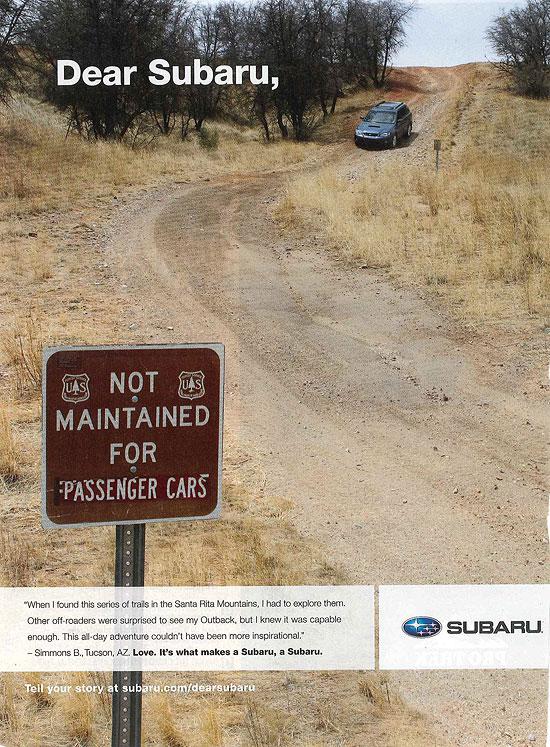 Dear Subaru,
US
US
NOT
MAINTAINED
FOR
PASSENGER CARS
“When I found this series of trails in the Santa Rita Mountains, I had to explore them.
Other off-roaders were surprised to see my Outback, but I knew it was capable
enough. This all-day adventure couldn’t have been more inspirational.”
– Simmons B., Tucson, AZ. Love. It’s what makes a Subaru, a Subaru.
SUBARU.
Tell your story at subaru.com/dearsubaru